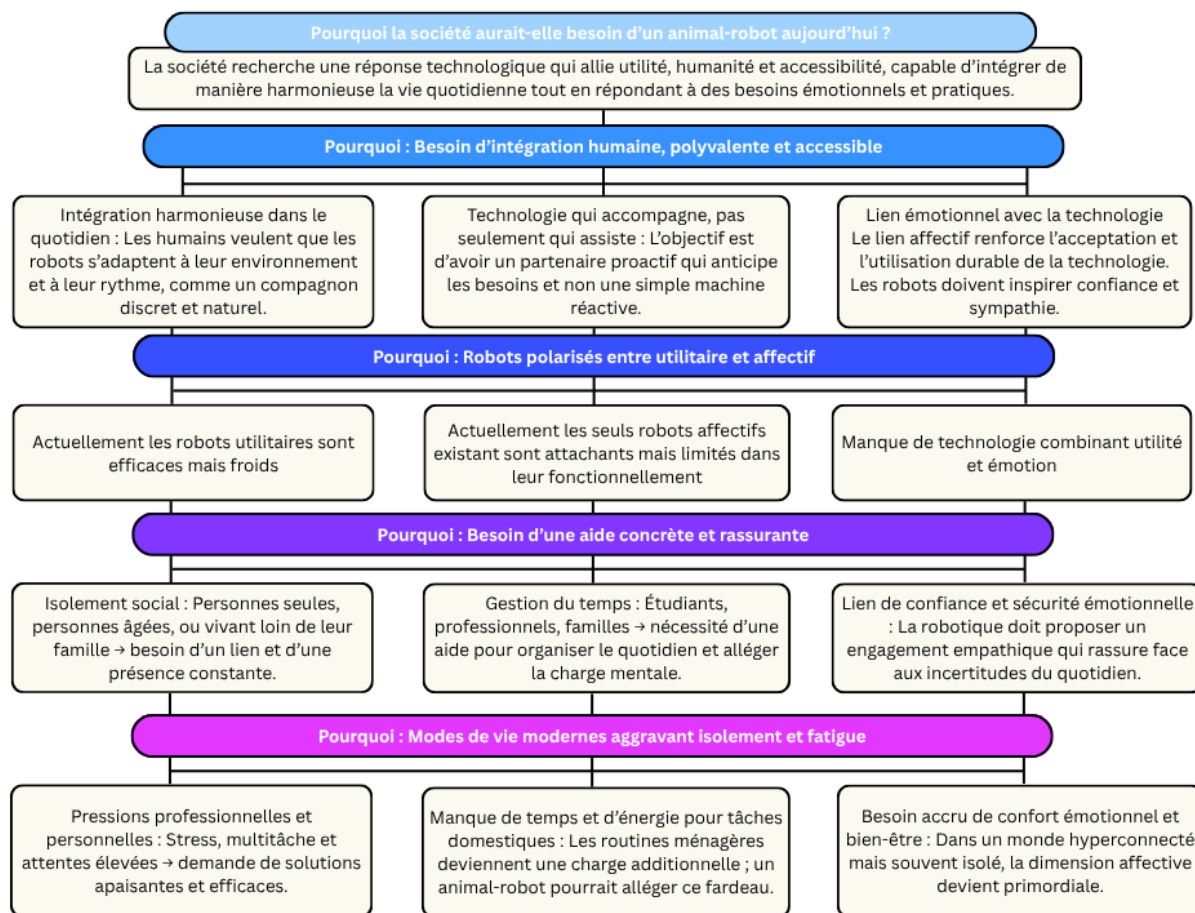 Pourquoi la société aurait-elle besoin d'un animal-robot aujourd'hui ?
La société recherche une réponse technologique qui allie utilité, humanité et accessibilité, capable d'intégrer de
manière harmonieuse la vie quotidienne tout en répondant à des besoins émotionnels et pratiques.
Pourquoi : Besoin d'intégration humaine, polyvalente et accessible
Intégration harmonieuse dans le
quotidien : Les humains veulent que les
robots s'adaptent à leur environnement
et à leur rythme, comme un compagnon
discret et naturel.
Technologie qui accompagne, pas
seulement qui assiste : L'objectif est
d'avoir un partenaire proactif qui anticipe
les besoins et non une simple machine
réactive.
Lien émotionnel avec la technologie
Le lien affectif renforce l'acceptation et
l'utilisation durable de la technologie.
Les robots doivent inspirer confiance et
sympathie.
Pourquoi : Robots polarisés entre utilitaire et affectif
Actuellement les robots utilitaires sont
efficaces mais froids
Actuellement les seuls robots affectifs
existant sont attachants mais limités dans
leur fonctionnellement
Manque de technologie combinant utilité
et émotion
Pourquoi : Besoin d'une aide concrète et rassurante
Isolement social : Personnes seules,
personnes âgées, ou vivant loin de leur
famille → besoin d'un lien et d'une
présence constante.
Gestion du temps : Étudiants,
professionnels, familles → nécessité d'une
aide pour organiser le quotidien et alléger
la charge mentale.
Lien de confiance et sécurité émotionnelle
: La robotique doit proposer un
engagement empathique qui rassure face
aux incertitudes du quotidien.
Pourquoi : Modes de vie modernes aggravant isolement et fatigue
Pressions professionnelles et
personnelles : Stress, multitâche et
attentes élevées → demande de solutions
apaisantes et efficaces.
Manque de temps et d'énergie pour tâches
domestiques : Les routines ménagères
deviennent une charge additionnelle ; un
animal-robot pourrait alléger ce fardeau.
Besoin accru de confort émotionnel et
bien-être : Dans un monde hyperconnecté
mais souvent isolé, la dimension affective
devient primordiale.